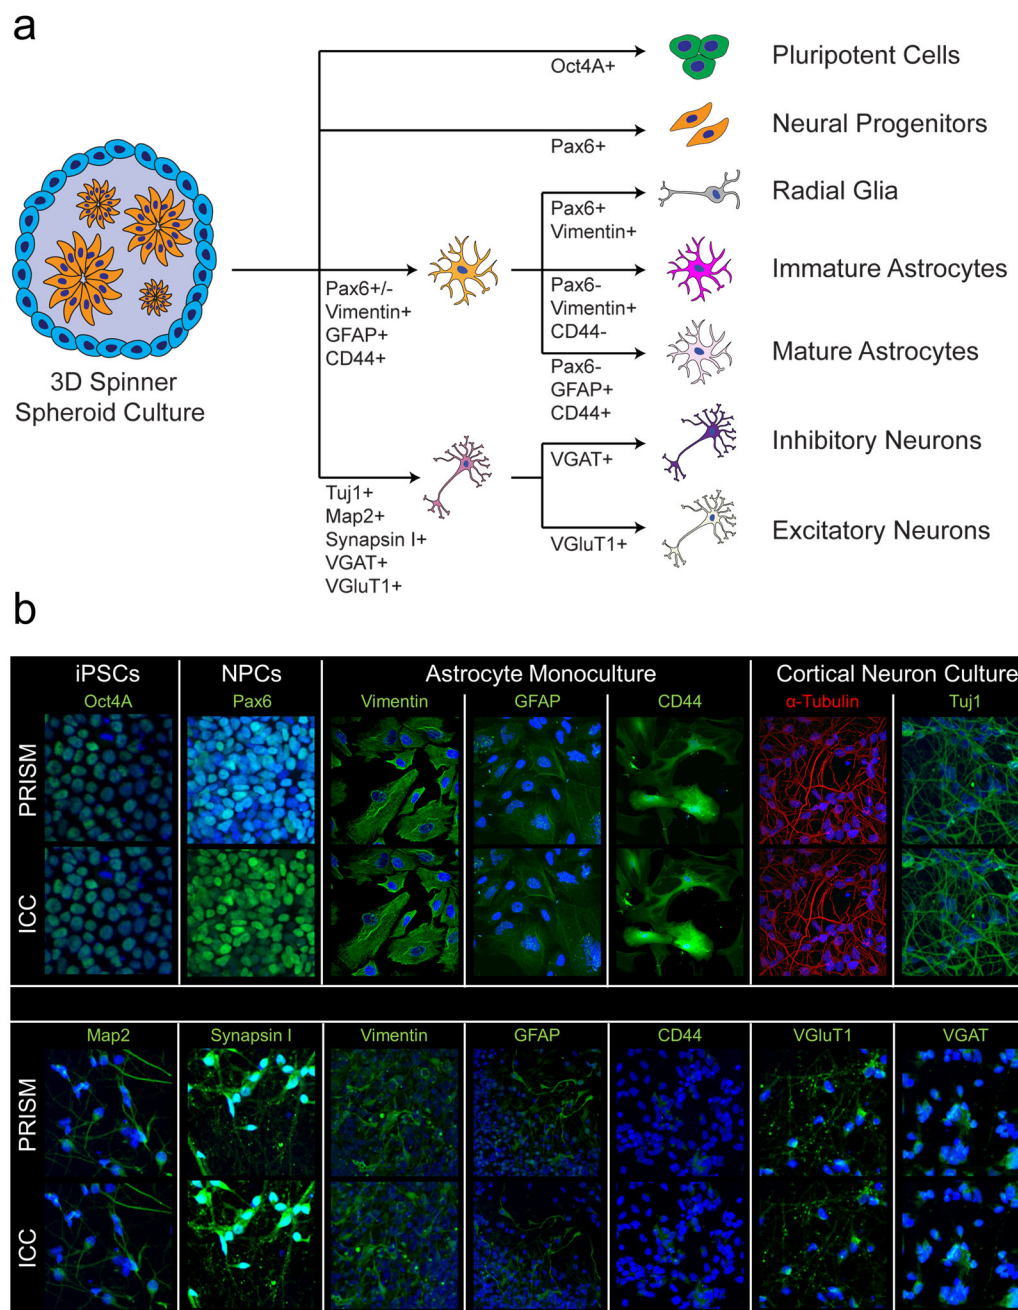 a
Oct4A+
Pluripotent Cells
Pax6+
Neural Progenitors
Pax6+
Vimentin+
Radial Glia
Pax6+/-
Vimentin+
GFAP+
CD44+
Pax6-
Vimentin+
CD44-
Immature Astrocytes
Pax6-
GFAP+
CD44+
Mature Astrocytes
3D Spinner
Spheroid Culture
VGAT+
Inhibitory Neurons
Tuj1+
Map2+
Synapsin I+
VGAT+
VGluT1+
VGluT1+
Excitatory Neurons
b
iPSCs NPCs Astrocyte Monoculture Cortical Neuron Culture
Oct4A Pax6 Vimentin GFAP CD44 α-Tubulin Tuj1
PRISM
ICC
Map2 Synapsin I Vimentin GFAP CD44 VGluT1 VGAT
PRISM
ICC